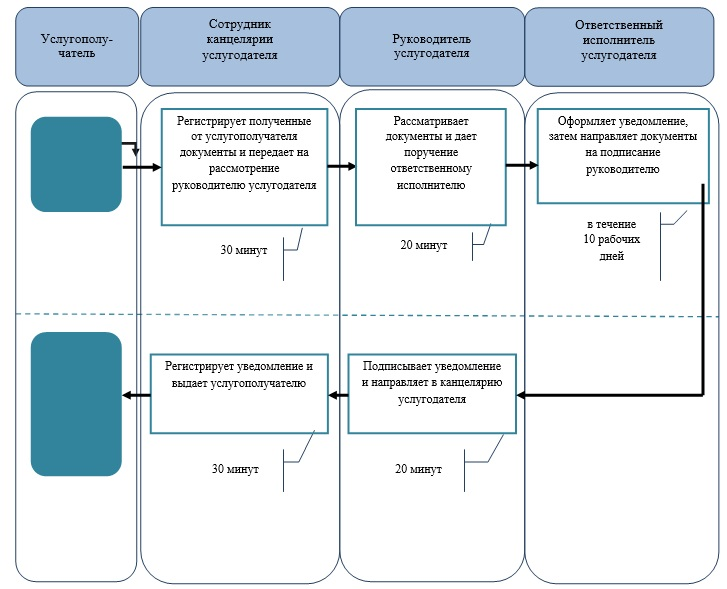 Услугополу-
чатель
Сотрудник
канцелярии
услугодателя
Руководитель
услугодателя
Ответственный
исполнитель
услугодателя
Регистрирует полученные
от услугополучателя
документы и передает на
рассмотрение
руководителю услугодателя
30 минут
Рассматривает
документы и дает
поручение
ответственному
исполнителю
20 минут
Оформляет уведомление,
затем направляет документы
на подписание
руководителю
в течение
10 рабочих
дней
Регистрирует уведомление и
выдает услугополучателю
30 минут
Подписывает уведомление
и направляет в канцелярию
услугодателя
20 минут